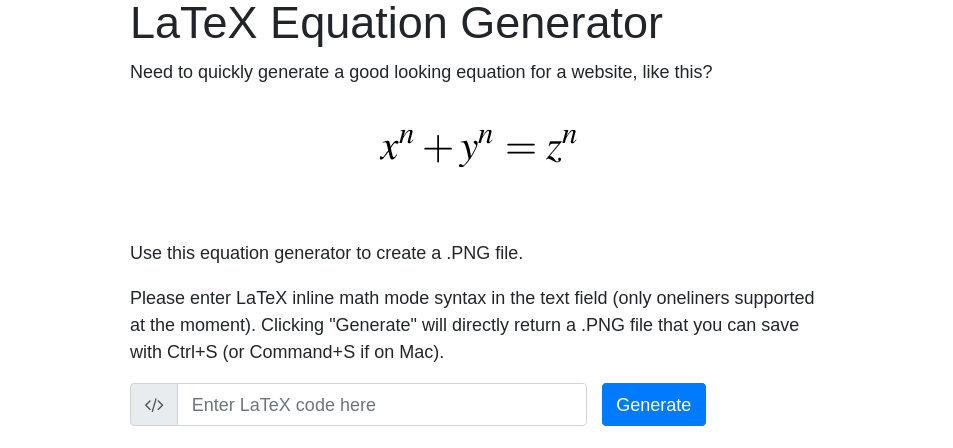 LaTeX Equation Generator
Need to quickly generate a good looking equation for a website, like this?
xⁿ + yⁿ = zⁿ
Use this equation generator to create a .PNG file.
Please enter LaTeX inline math mode syntax in the text field (only oneliners supported
at the moment). Clicking "Generate" will directly return a .PNG file that you can save
with Ctrl+S (or Command+S if on Mac).
</> Enter LaTeX code here Generate